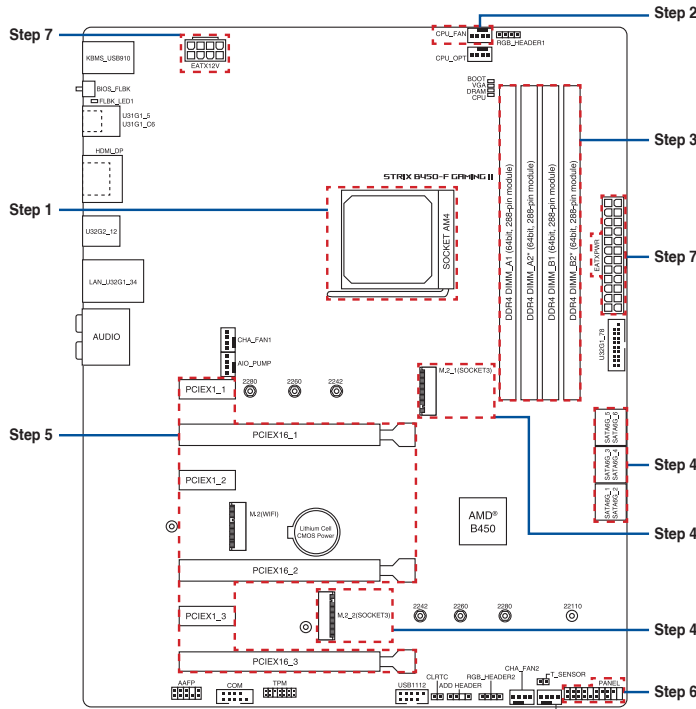 Step 2
Step 7
CPU_FAN
RGB_HEADER1
KBMS_USB910
EATX12V
CPU_OPT
BIOS_FLBK
BOOT
VGA
DRAM
CPU
FLBK_LED1
U31G1_5
U31G1_C6
Step 3
HDMI_DP
STRIX B450-F GAMING II
Step 1
SOCKET AM4
DDR4 DIMM_A1 (64bit, 288-pin module)
DDR4 DIMM_A2* (64bit, 288-pin module)
DDR4 DIMM_B1 (64bit, 288-pin module)
DDR4 DIMM_B2* (64bit, 288-pin module)
U32G2_12
EATXPWR
Step 7
LAN_U32G1_34
AUDIO
CHA_FAN1
U32G1_78
AIO_PUMP
M.2_1(SOCKET3)
PCIEX1_1
2280
2260
2242
Step 5
PCIEX16_1
SATA6G_5
SATA6G_6
SATA6G_3
SATA6G_4
Step 4
PCIEX1_2
SATA6G_1
SATA6G_2
M.2(WIFI)
Lithium Cell
CMOS Power
AMD®
B450
Step 4
PCIEX16_2
PCIEX1_3
M.2_2(SOCKET3)
2242
2260
2280
22110
Step 4
PCIEX16_3
AAFP
COM
TPM
USB1112
CLRTC
ADD HEADER
RGB_HEADER2
CHA_FAN2
T_SENSOR
PANEL
Step 6